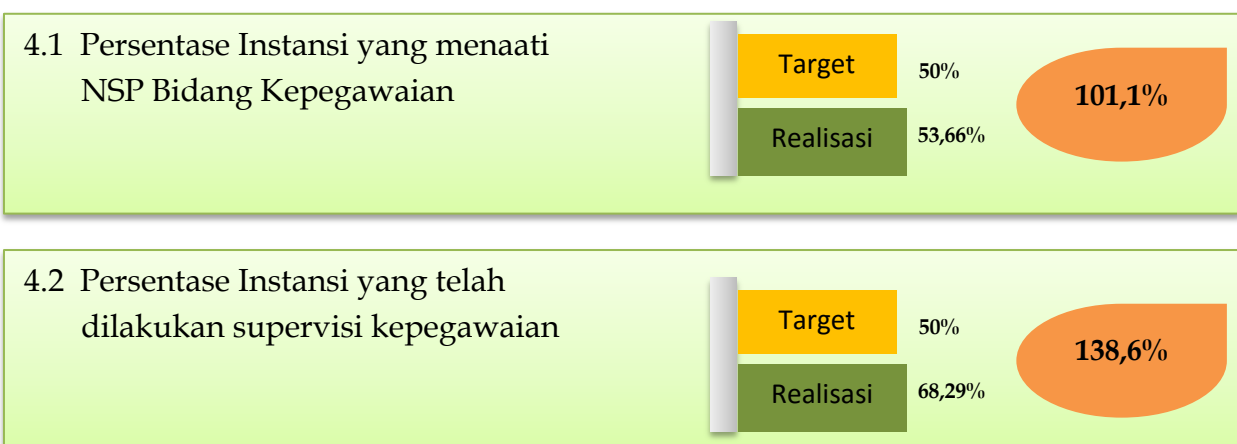 4.1 Persentase Instansi yang menaati
NSP Bidang Kepegawaian
Target
50%
Realisasi
53,66%
101,1%
4.2 Persentase Instansi yang telah
dilakukan supervisi kepegawaian
Target
50%
Realisasi
68,29%
138,6%